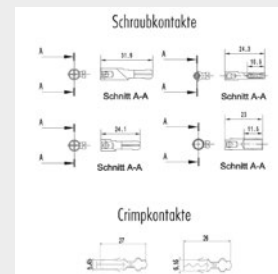 Schraubkontakte
A
31,9
A
24,3
10,5
A
Schnitt A-A
A
Schnitt A-A
A
24,1
A
23
11,5
A
Schnitt A-A
A
Schnitt A-A
Crimpkontakte
27
28